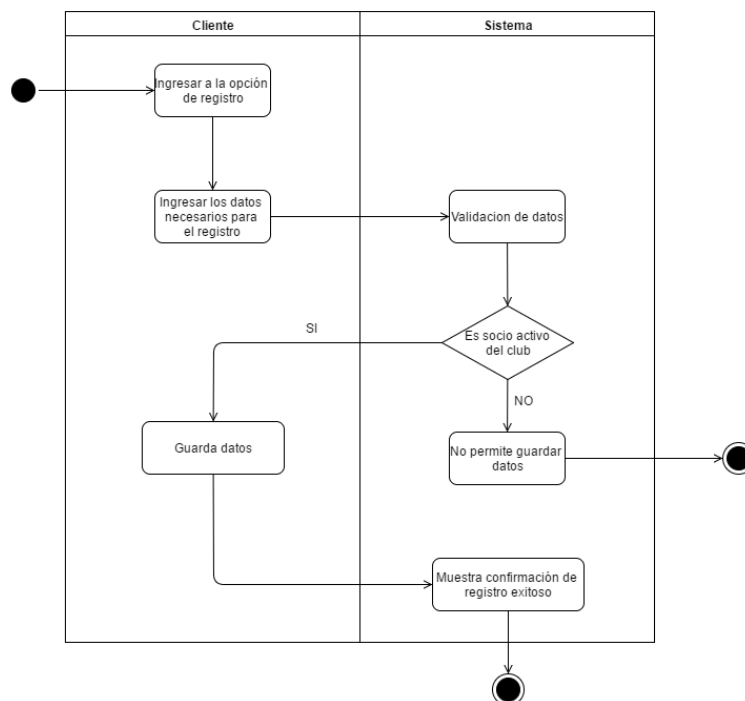 Cliente
Sistema
Ingresar a la opción
de registro
Ingresar los datos
necesarios para
el registro
Validacion de datos
Es socio activo
del club
SI
NO
Guarda datos
No permite guardar
datos
Muestra confirmación de
registro exitoso